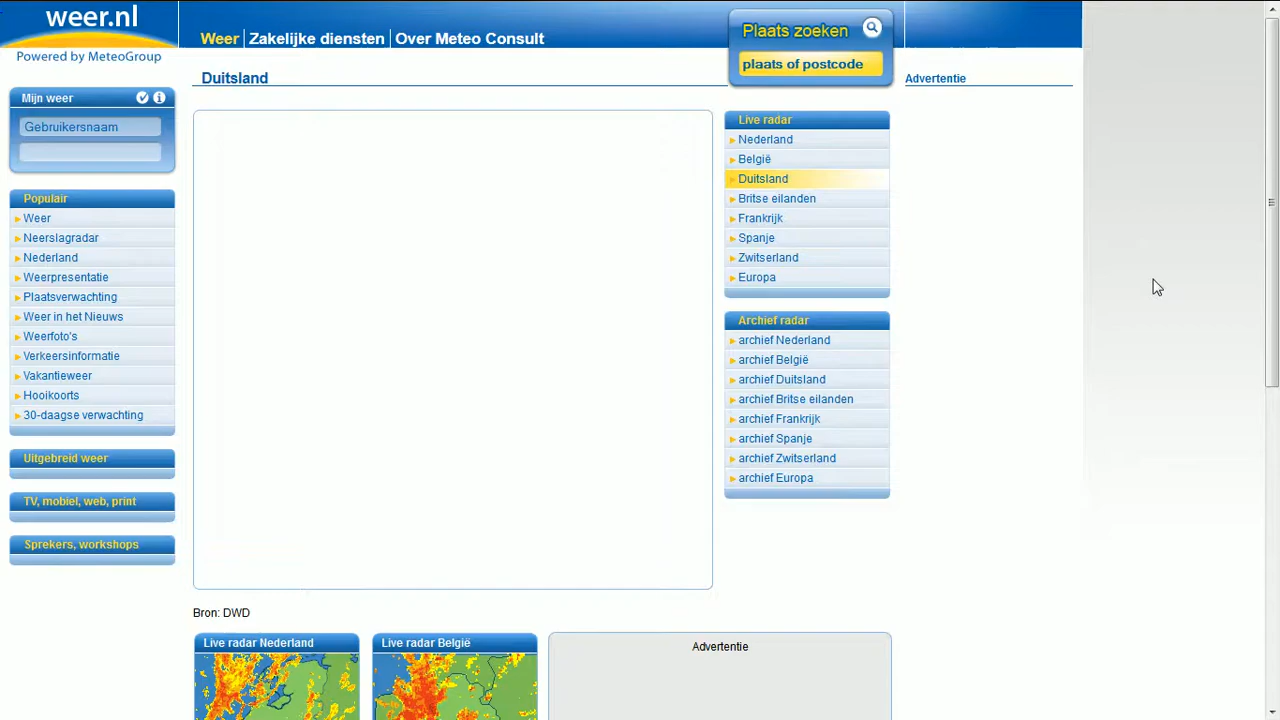 weer.nl
Powered by MeteoGroup
Weer
Zakelijke diensten
Over Meteo Consult
Plaats zoeken
plaats of postcode
Duitsland
Advertentie
Mijn weer
Gebruikersnaam
Populair
Weer
Neerslagradar
Nederland
Weerpresentatie
Plaatsverwachting
Weer in het Nieuws
Weerfoto's
Verkeersinformatie
Vakantieweer
Hooikoorts
30-daagse verwachting
Uitgebreid weer
TV, mobiel, web, print
Sprekers, workshops
Live radar
Nederland
België
Duitsland
Britse eilanden
Frankrijk
Spanje
Zwitserland
Europa
Archief radar
archief Nederland
archief België
archief Duitsland
archief Britse eilanden
archief Frankrijk
archief Spanje
archief Zwitserland
archief Europa
Bron: DWD
Live radar Nederland
Live radar België
Advertentie